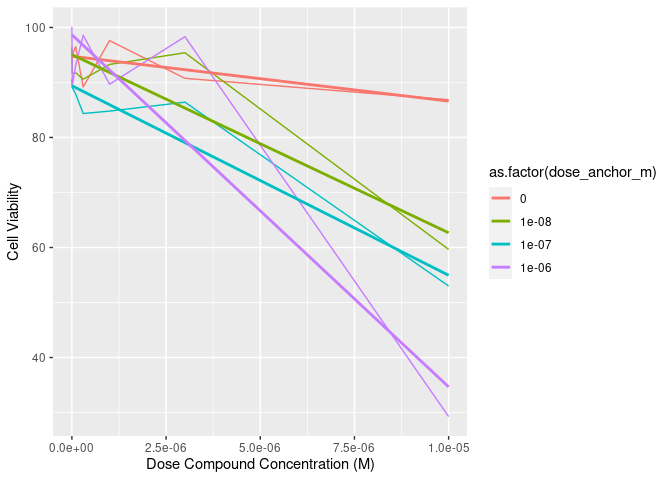 100
80
60
40
Cell Viability
0.0e+00 2.5e-06 5.0e-06 7.5e-06 1.0e-05
Dose Compound Concentration (M)
as.factor(dose_anchor_m)
0
1e-08
1e-07
1e-06